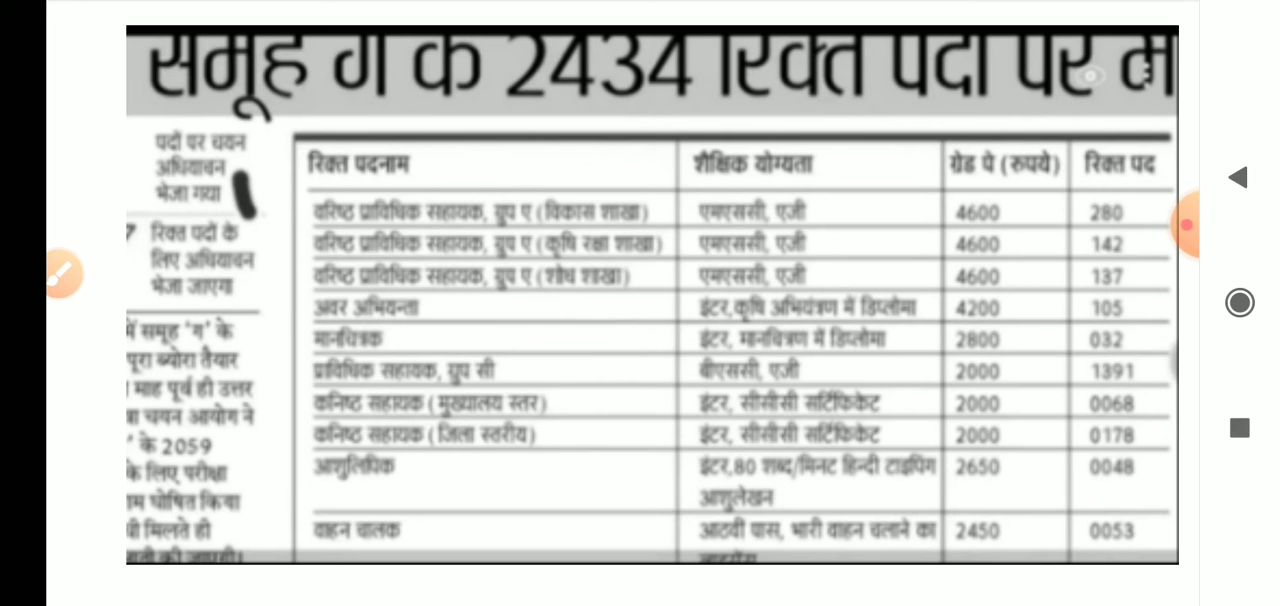 समूह ग के 2434 रिक्त पदों पर
पदों पर चयन
अधियाचन
भेजा गया
7 रिक्त पदों के
लिए अधियाचन
भेजा जाएगा
में समूह 'ग' के
पूरा ब्योरा तैयार
माह पूर्व ही उत्तर
चयन आयोग ने
' के 2059
के लिए परीक्षा
घोषित किया
मिलते ही
की जाएगी।
रिक्त पदनाम शैक्षिक योग्यता ग्रेड पे (रुपये) रिक्त पद
वरिष्ठ प्राविधिक सहायक, ग्रुप ए (विकास शाखा) एमएससी, एजी 4600 280
वरिष्ठ प्राविधिक सहायक, ग्रुप ए (कृषि रक्षा शाखा) एमएससी, एजी 4600 142
वरिष्ठ प्राविधिक सहायक, ग्रुप ए (शोध शाखा) एमएससी, एजी 4600 137
अवर अभियन्ता इंटर,कृषि अभियंत्रण में डिप्लोमा 4200 105
मानचित्रक इंटर, मानचित्रण में डिप्लोमा 2800 032
प्राविधिक सहायक, ग्रुप सी बीएससी, एजी 2000 1391
कनिष्ठ सहायक (मुख्यालय स्तर) इंटर, सीसीसी सर्टिफिकेट 2000 0068
कनिष्ठ सहायक (जिला स्तरीय) इंटर, सीसीसी सर्टिफिकेट 2000 0178
आशुलिपिक इंटर,80 शब्द/मिनट हिन्दी टाइपिंग 2650 0048
आशुलेखन
वाहन चालक आठवीं पास, भारी वाहन चलाने का 2450 0053